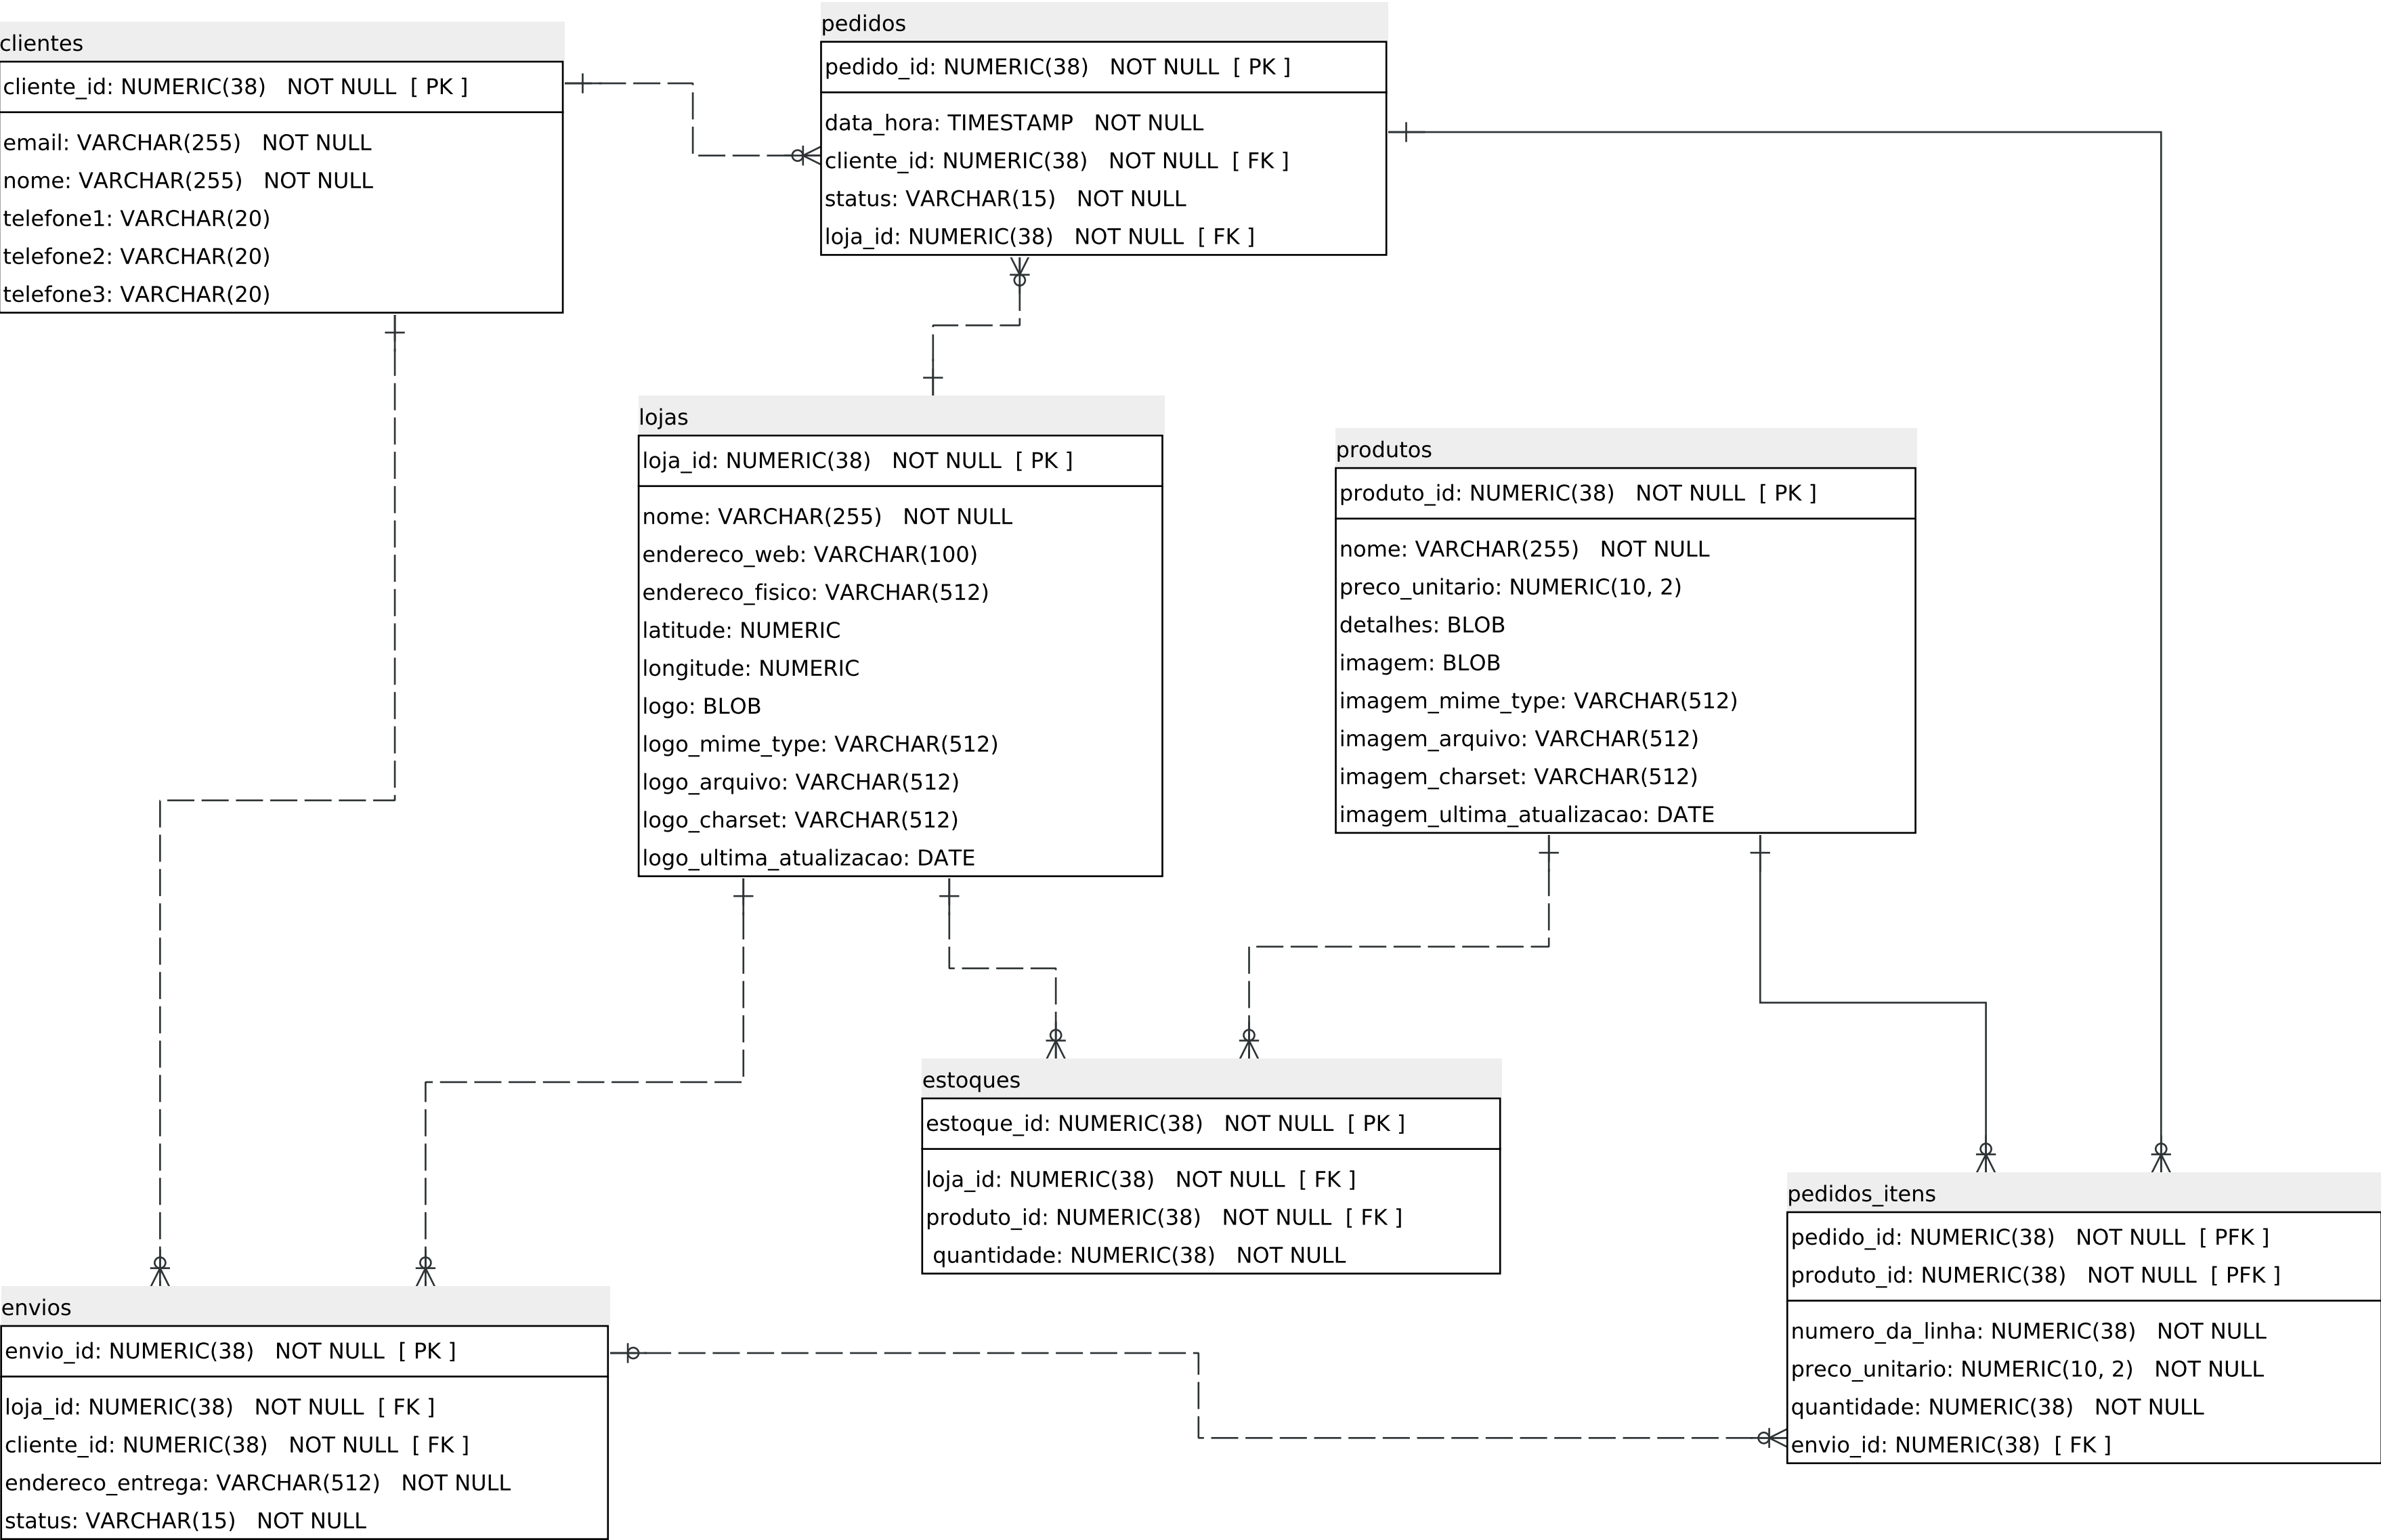 clientes
cliente_id: NUMERIC(38)   NOT NULL  [ PK ]
email: VARCHAR(255)   NOT NULL
nome: VARCHAR(255)   NOT NULL
telefone1: VARCHAR(20)
telefone2: VARCHAR(20)
telefone3: VARCHAR(20)
pedidos
pedido_id: NUMERIC(38)   NOT NULL  [ PK ]
data_hora: TIMESTAMP   NOT NULL
cliente_id: NUMERIC(38)   NOT NULL  [ FK ]
status: VARCHAR(15)   NOT NULL
loja_id: NUMERIC(38)   NOT NULL  [ FK ]
lojas
loja_id: NUMERIC(38)   NOT NULL  [ PK ]
nome: VARCHAR(255)   NOT NULL
endereco_web: VARCHAR(100)
endereco_fisico: VARCHAR(512)
latitude: NUMERIC
longitude: NUMERIC
logo: BLOB
logo_mime_type: VARCHAR(512)
logo_arquivo: VARCHAR(512)
logo_charset: VARCHAR(512)
logo_ultima_atualizacao: DATE
produtos
produto_id: NUMERIC(38)   NOT NULL  [ PK ]
nome: VARCHAR(255)   NOT NULL
preco_unitario: NUMERIC(10, 2)
detalhes: BLOB
imagem: BLOB
imagem_mime_type: VARCHAR(512)
imagem_arquivo: VARCHAR(512)
imagem_charset: VARCHAR(512)
imagem_ultima_atualizacao: DATE
estoques
estoque_id: NUMERIC(38)   NOT NULL  [ PK ]
loja_id: NUMERIC(38)   NOT NULL  [ FK ]
produto_id: NUMERIC(38)   NOT NULL  [ FK ]
quantidade: NUMERIC(38)   NOT NULL
pedidos_itens
pedido_id: NUMERIC(38)   NOT NULL  [ PFK ]
produto_id: NUMERIC(38)   NOT NULL  [ PFK ]
numero_da_linha: NUMERIC(38)   NOT NULL
preco_unitario: NUMERIC(10, 2)   NOT NULL
quantidade: NUMERIC(38)   NOT NULL
envio_id: NUMERIC(38)  [ FK ]
envios
envio_id: NUMERIC(38)   NOT NULL  [ PK ]
loja_id: NUMERIC(38)   NOT NULL  [ FK ]
cliente_id: NUMERIC(38)   NOT NULL  [ FK ]
endereco_entrega: VARCHAR(512)   NOT NULL
status: VARCHAR(15)   NOT NULL